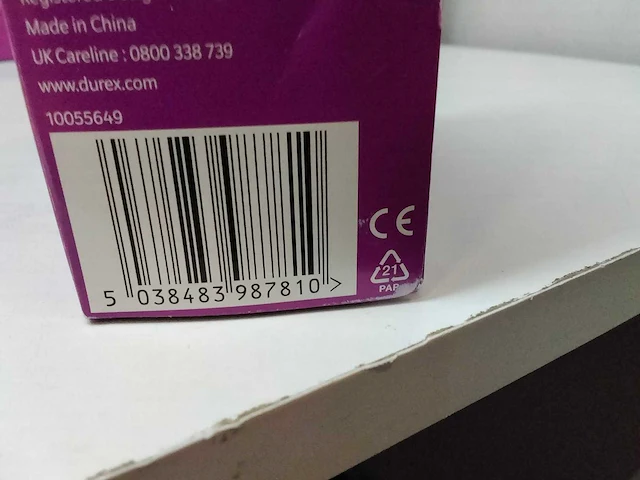 Made in China
UK Careline : 0800 338 739
www.durex.com
10055649
5 038483 987810 >
CE
21
PAP